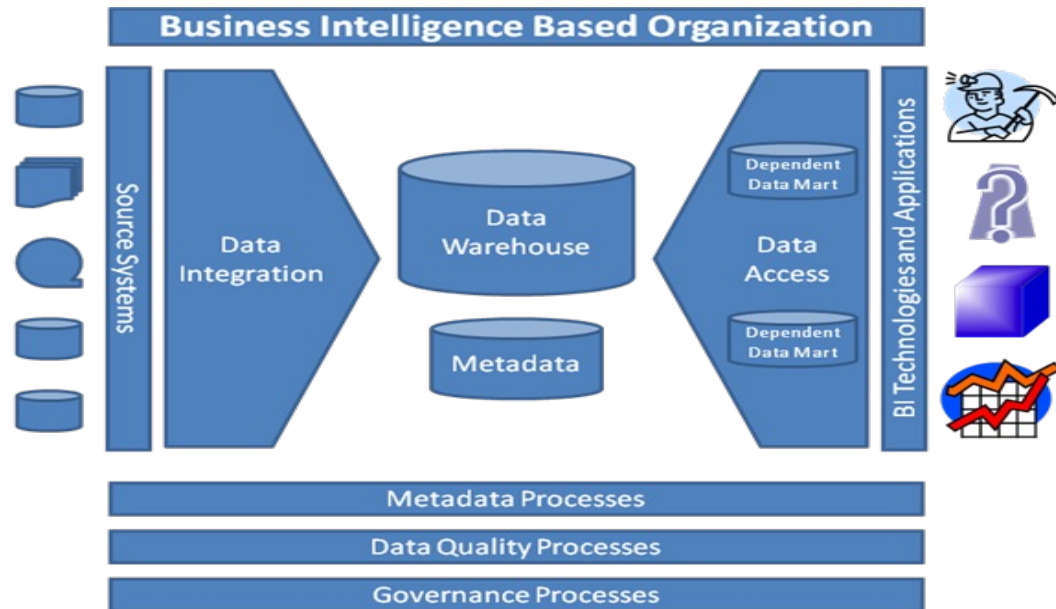 Business Intelligence Based Organization
Source Systems
Data
Integration
Data
Warehouse
Metadata
Dependent
Data Mart
Data
Access
Dependent
Data Mart
BI Technologies and Applications
?
Metadata Processes
Data Quality Processes
Governance Processes